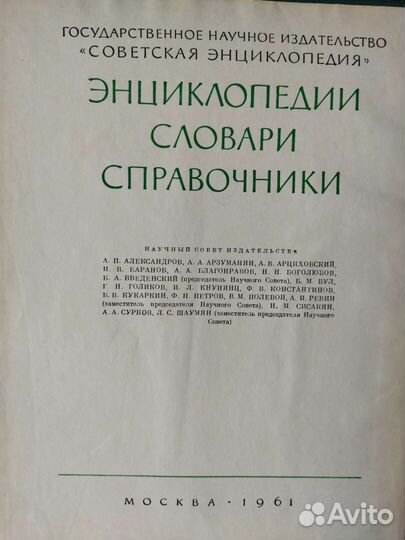 ГОСУДАРСТВЕННОЕ НАУЧНОЕ ИЗДАТЕЛЬСТВО
«СОВЕТСКАЯ ЭНЦИКЛОПЕДИЯ»
ЭНЦИКЛОПЕДИИ
СЛОВАРИ
СПРАВОЧНИКИ
НАУЧНЫЙ СОВЕТ ИЗДАТЕЛЬСТВА
А. П. АЛЕКСАНДРОВ, А. А. АРЗУМАНЯН, А. В. АРЦИХОВСКИЙ,
Н. В. БАРАНОВ, А. А. БЛАГОНРАВОВ, Н. Н. БОГОЛЮБОВ,
Б. А. ВВЕДЕНСКИЙ (председатель Научного Совета), Б. М. ВУЛ,
Г. Н. ГОЛИКОВ, И. Л. КНУНЯНЦ, Ф. В. КОНСТАНТИНОВ,
Б. В. КУКАРКИН, Ф. Н. ПЕТРОВ, В. М. ПОЛЕВОЙ, А. И. РЕВИН
(заместитель председателя Научного Совета), Н. М. СИСАКЯН,
А. А. СУРКОВ, Л. С. ШАУМЯН (заместитель председателя Научного
Совета)
МОСКВА · 1961
Avito